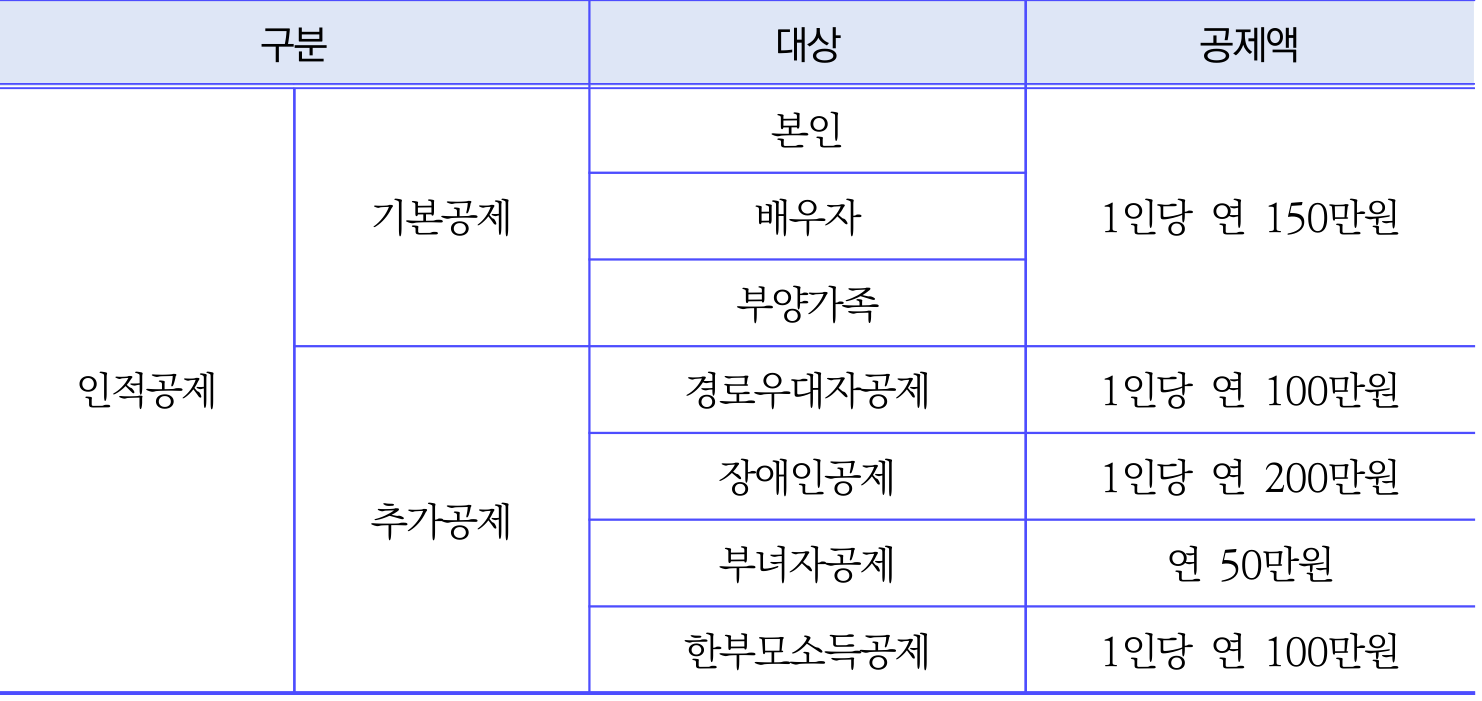 구분 대상 공제액
본인
배우자
부양가족
기본공제
1인당 연 150만원
인적공제
경로우대자공제 1인당 연 100만원
장애인공제 1인당 연 200만원
추가공제
부녀자공제 연 50만원
한부모소득공제 1인당 연 100만원